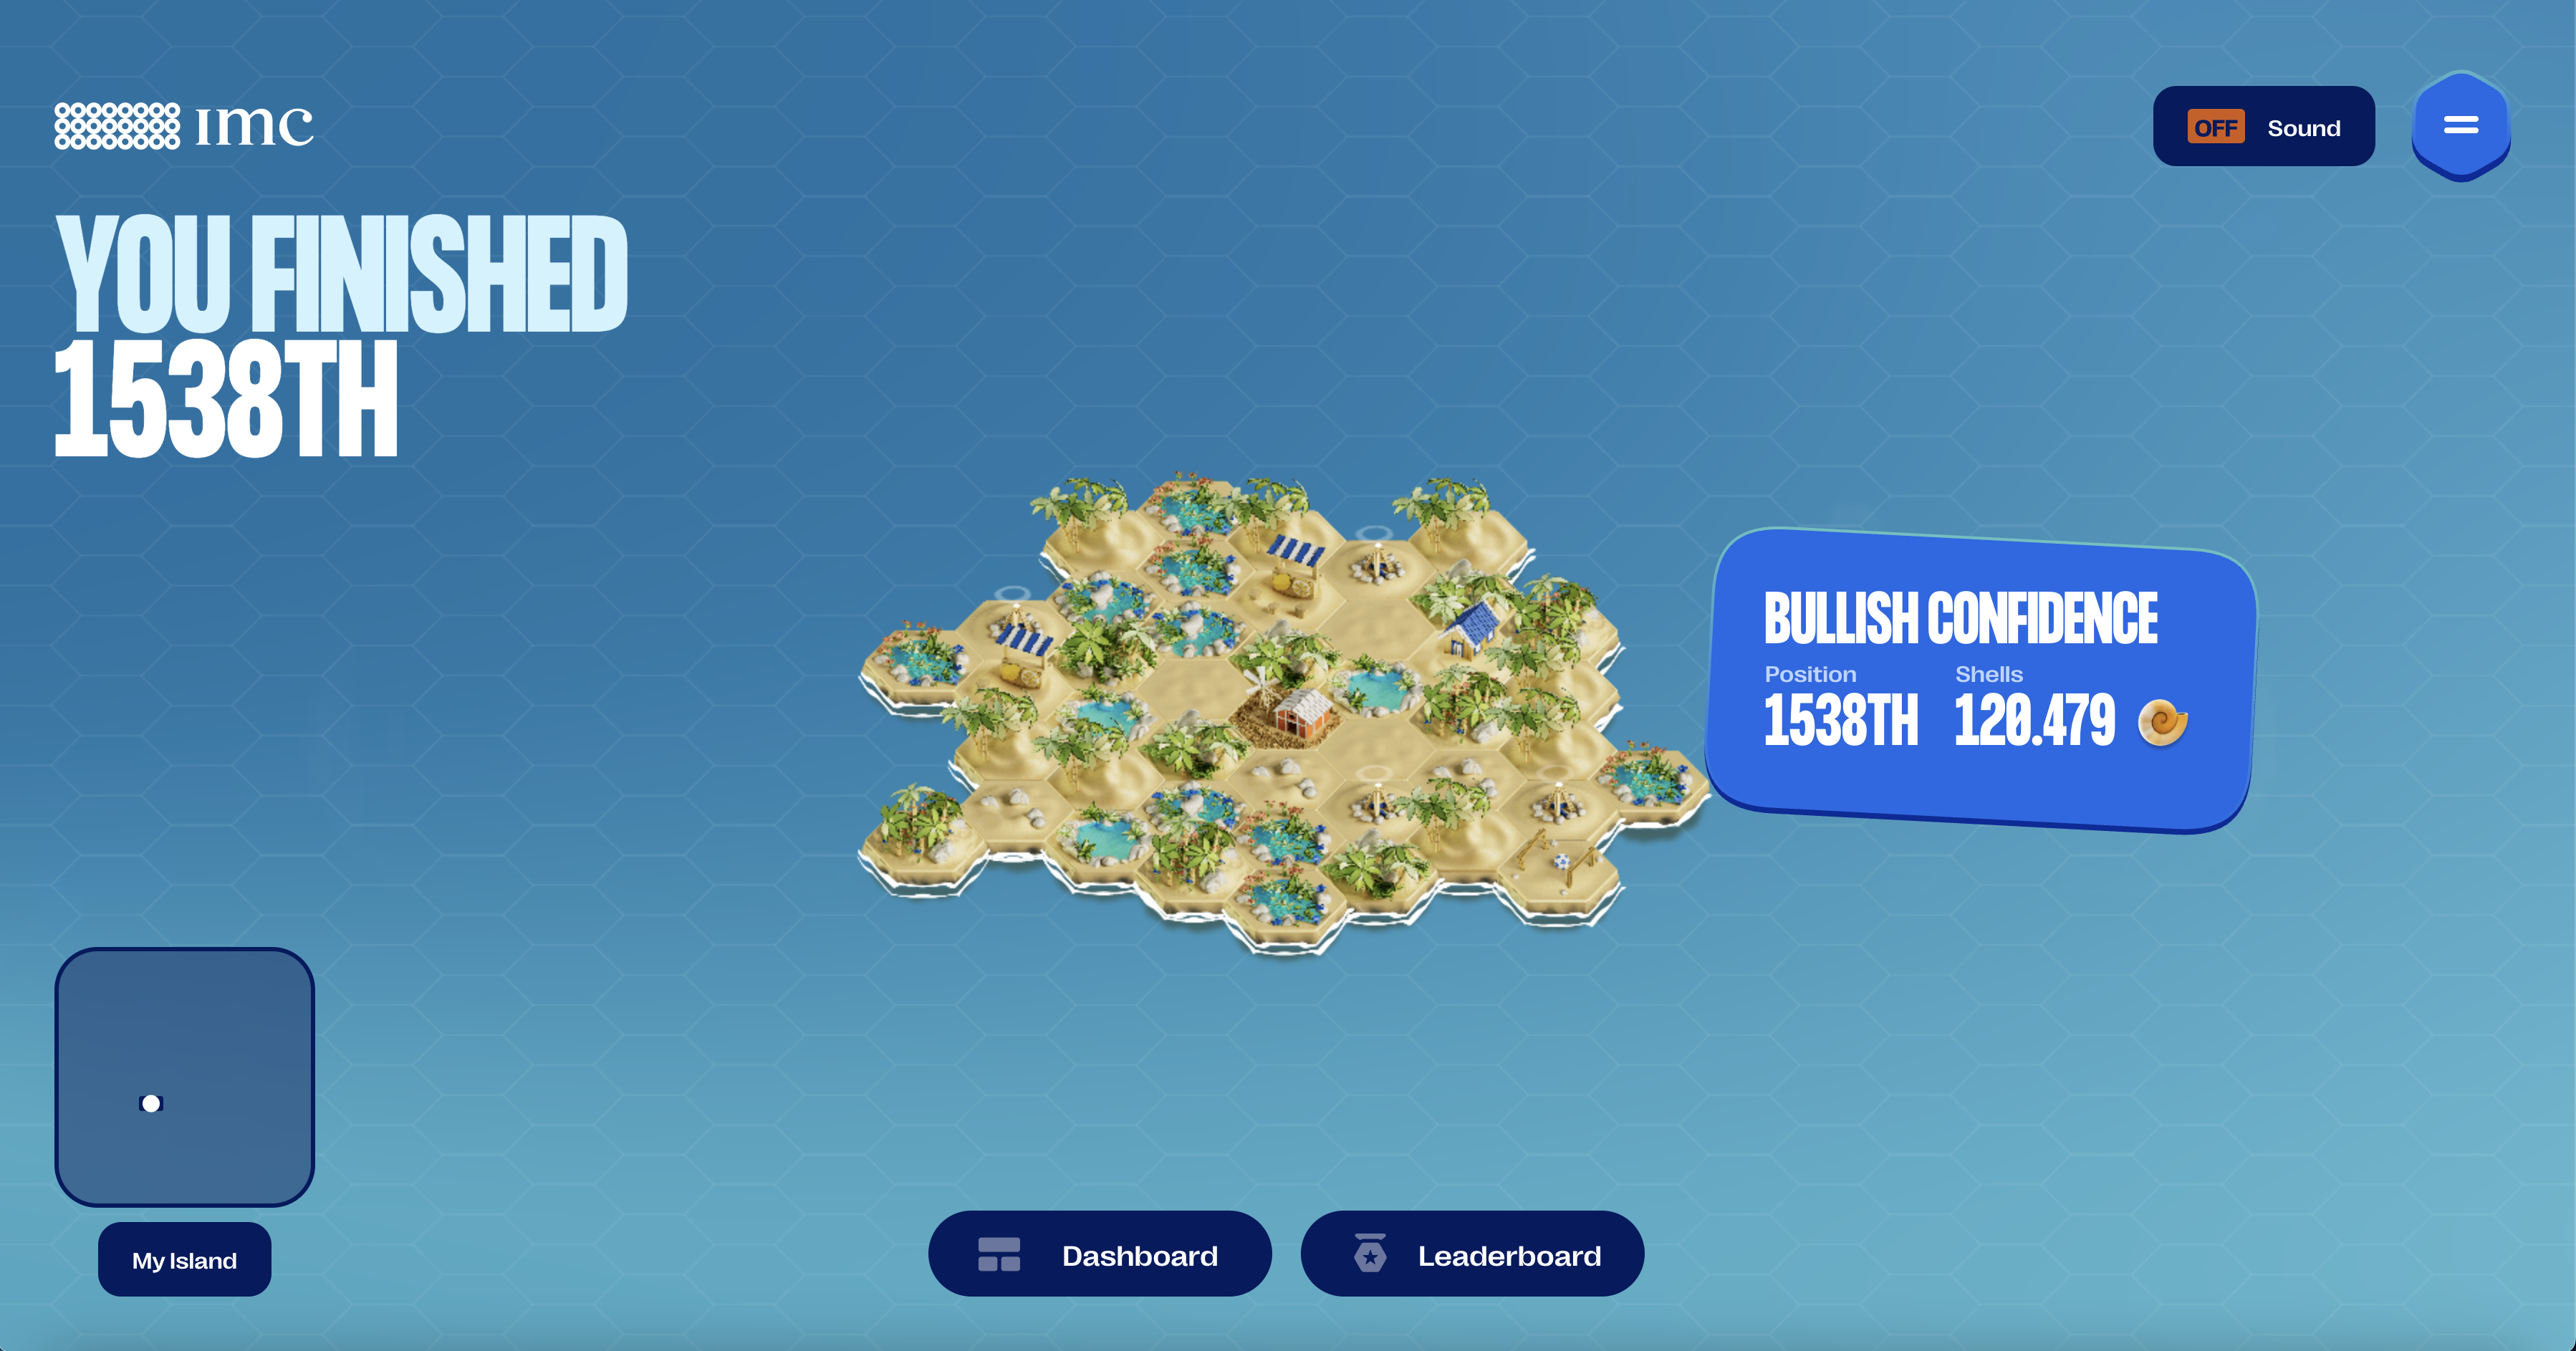 imc
OFF Sound
YOU FINISHED
1538TH
BULLISH CONFIDENCE
Position Shells
1538TH 120.479
My Island
Dashboard Leaderboard